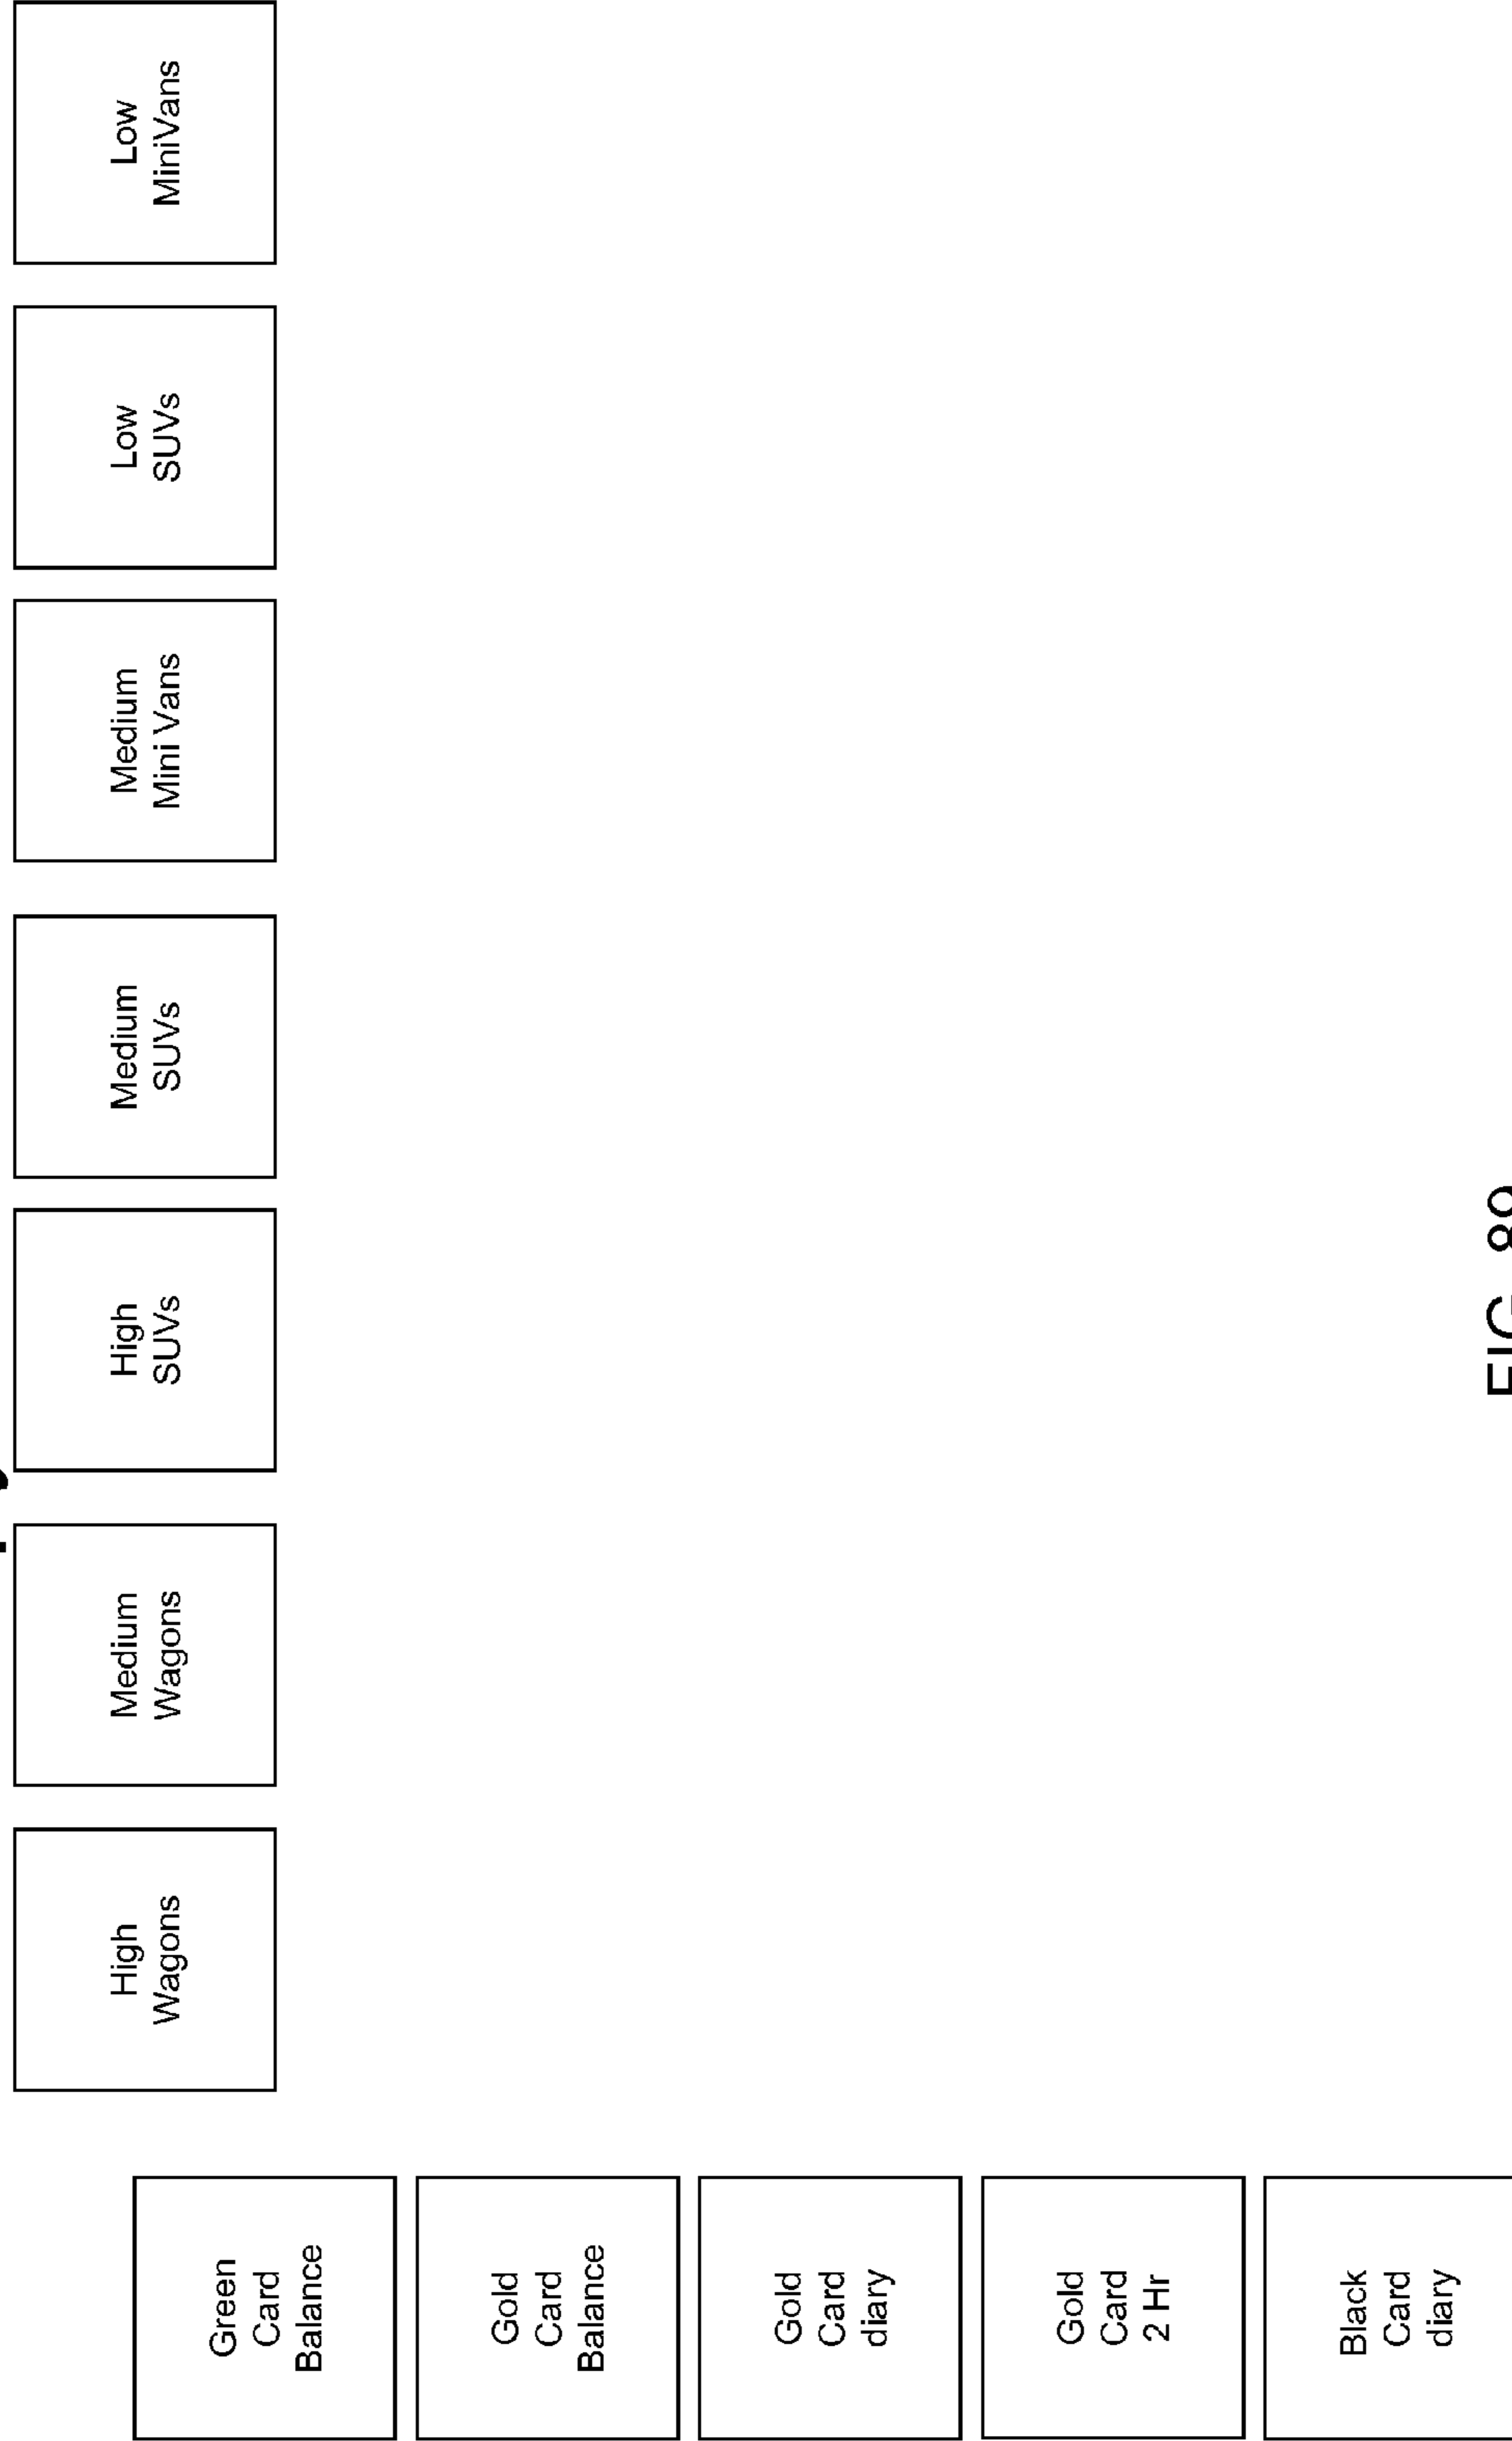 High
Wagons
Medium
Wagons
High
SUVs
Medium
SUVs
Medium
Mini Vans
Low
SUVs
Low
MiniVans
Green
Card
Balance
Gold
Card
Balance
Gold
Card
diary
Gold
Card
2 Hr
Black
Card
diary
FIG